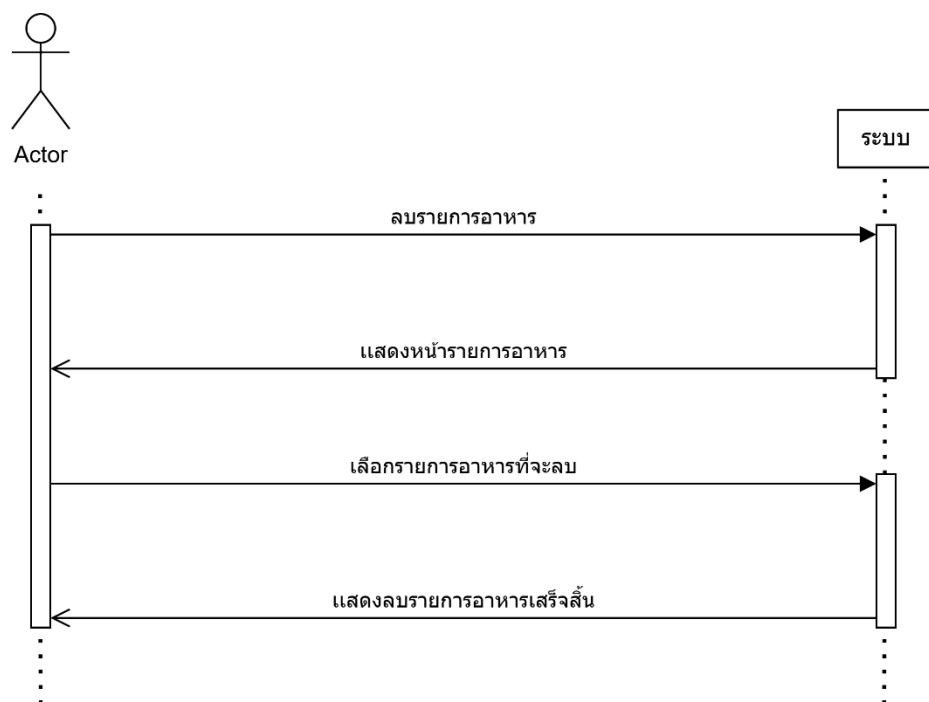 Actor
ระบบ
ลบรายการอาหาร
แสดงหน้ารายการอาหาร
เลือกรายการอาหารที่จะลบ
แสดงลบรายการอาหารเสร็จสิ้น